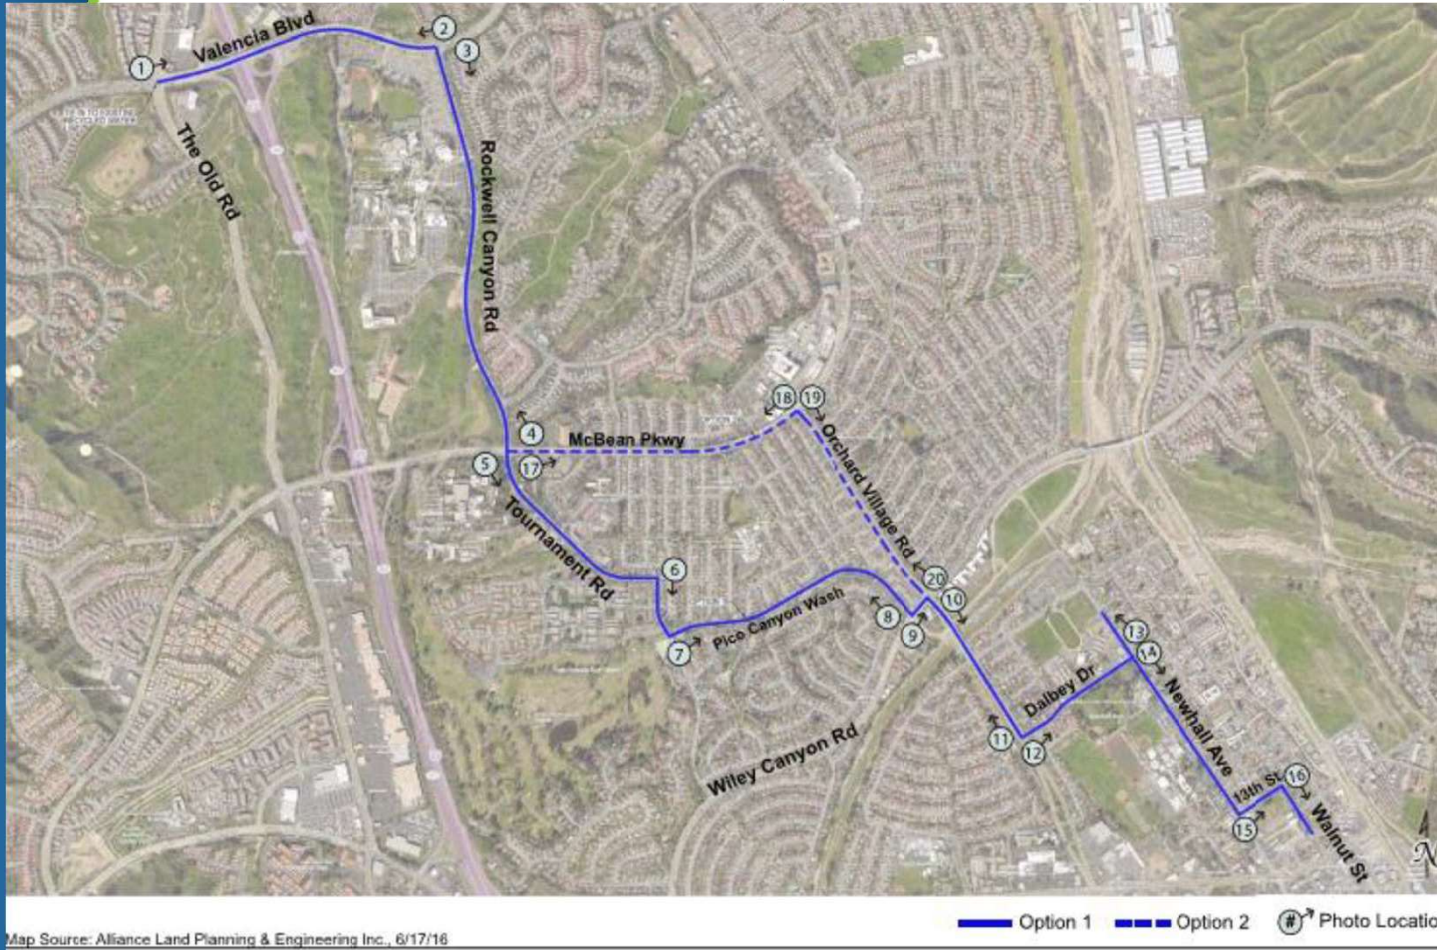 Valencia Blvd
1
2
3
The Old Rd
Rockwell Canyon Rd
18
19
4
McBean Pkwy
5
17
Orchard Village Rd
Tournament Rd
6
20
10
Pico Canyon Wash
8
9
7
13
14
Dalbey Dr
Newhall Ave
11
12
Wiley Canyon Rd
16
13th St
15
Walnut St
N
Option 1
Option 2
#
Photo Locatio
Map Source: Alliance Land Planning & Engineering Inc., 6/17/16